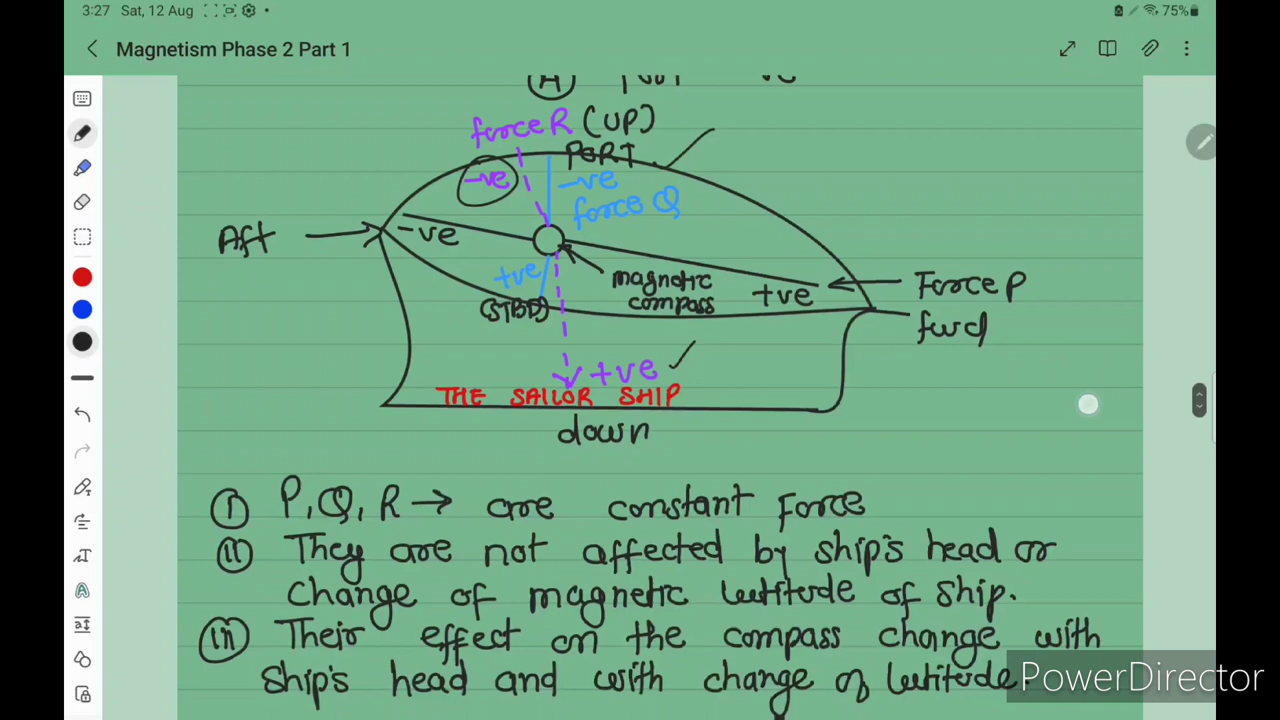 3:27 Sat, 12 Aug
75%
Magnetism Phase 2 Part 1
force R (UP)
PORT
-ve
-ve
force Q
Aft
-ve
+ve
magnetic
compass
+ve
Force P
(STBD)
fwd
+ve
THE SAILOR SHIP
down
I P, Q, R → are constant Force
II They are not affected by ship's head or
change of magnetic latitude of ship.
III Their effect on the compass change with
ship's head and with change of latitude.
PowerDirector